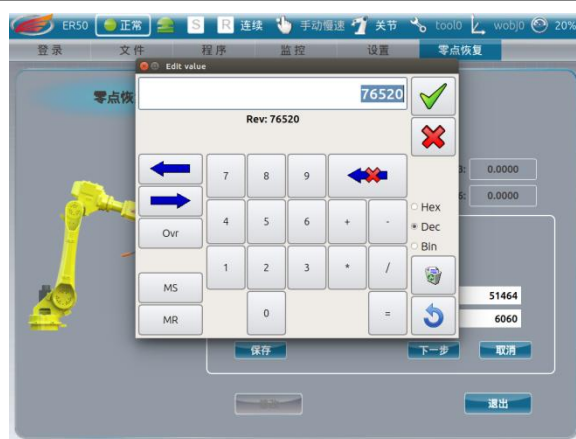 ER50 正常 S R 连续 手动慢速 关节 tool0 wobj0 20%
登录 文件 程序 监控 设置 零点恢复
Edit value
零点恢
76520
Rev: 76520
7 8 9
3: 0.0000
6: 0.0000
Hex
Ovr 4 5 6 + - Dec
Bin
1 2 3 * /
MS
51464
MR 0 =
6060
保存 下一步 取消
退出